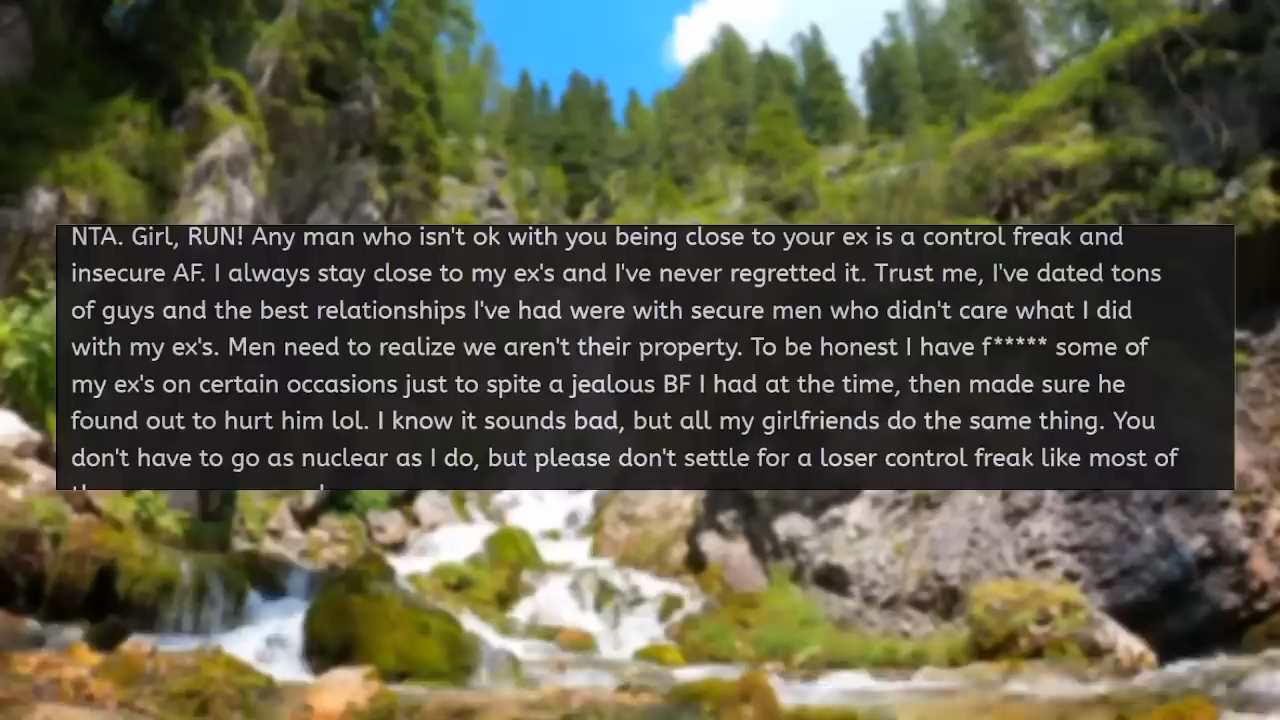 NTA. Girl, RUN! Any man who isn't ok with you being close to your ex is a control freak and
insecure AF. I always stay close to my ex's and I've never regretted it. Trust me, I've dated tons
of guys and the best relationships I've had were with secure men who didn't care what I did
with my ex's. Men need to realize we aren't their property. To be honest I have f***** some of
my ex's on certain occasions just to spite a jealous BF I had at the time, then made sure he
found out to hurt him lol. I know it sounds bad, but all my girlfriends do the same thing. You
don't have to go as nuclear as I do, but please don't settle for a loser control freak like most of